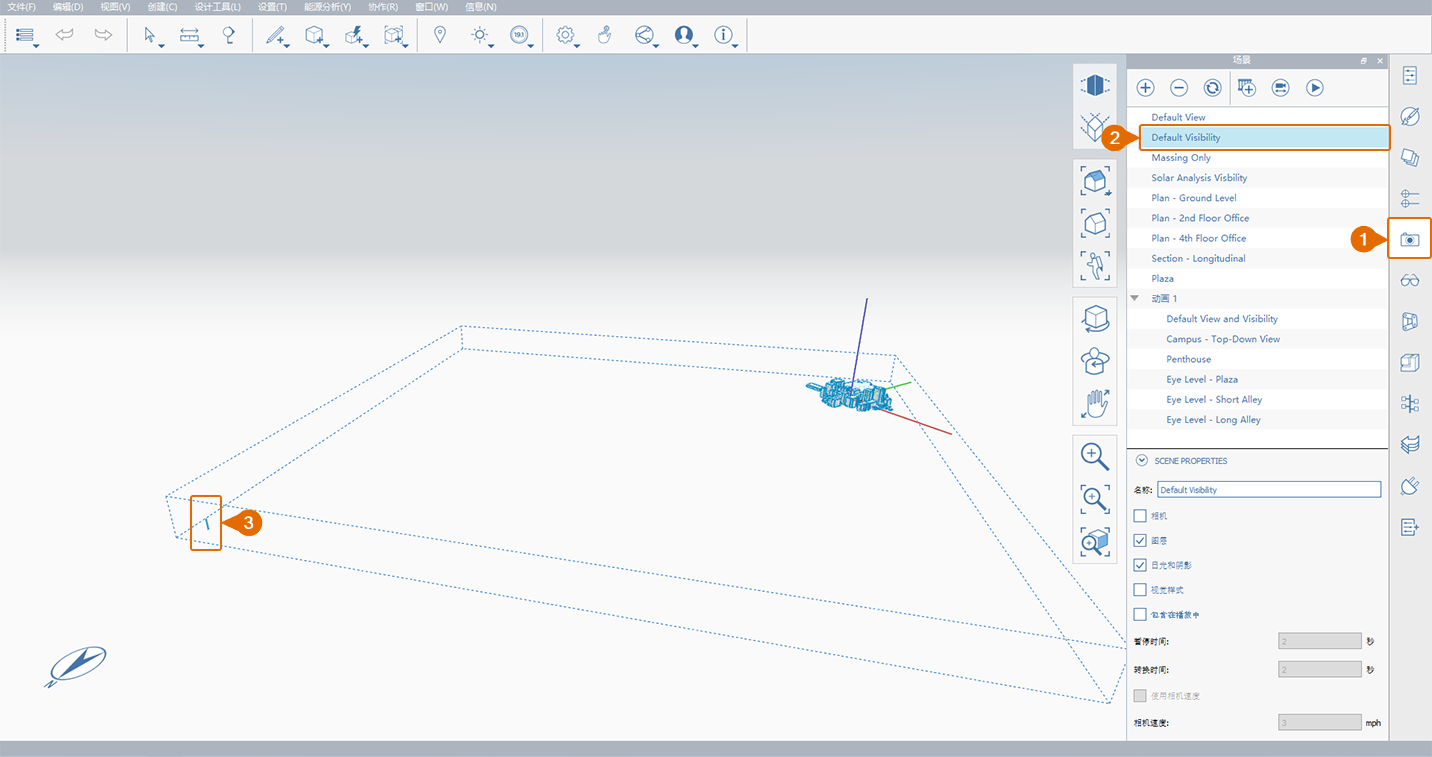 文件(F) 编辑(D) 视图(V) 创建(C) 设计工具(L) 设置(T) 能源分析(Y) 协作(R) 窗口(W) 信息(N)
19.1
场景
Default View
2 Default Visibility
Massing Only
Solar Analysis Visbility
Plan - Ground Level
Plan - 2nd Floor Office
Plan - 4th Floor Office
1
Section - Longitudinal
Plaza
动画 1
Default View and Visibility
Campus - Top-Down View
Penthouse
Eye Level - Plaza
Eye Level - Short Alley
Eye Level - Long Alley
SCENE PROPERTIES
名称: Default Visibility
相机
3
图层
日光和阴影
视觉样式
包含在播放中
暂停时间: 2 秒
转换时间: 2 秒
N
使用相机速度
相机速度: 3 mph